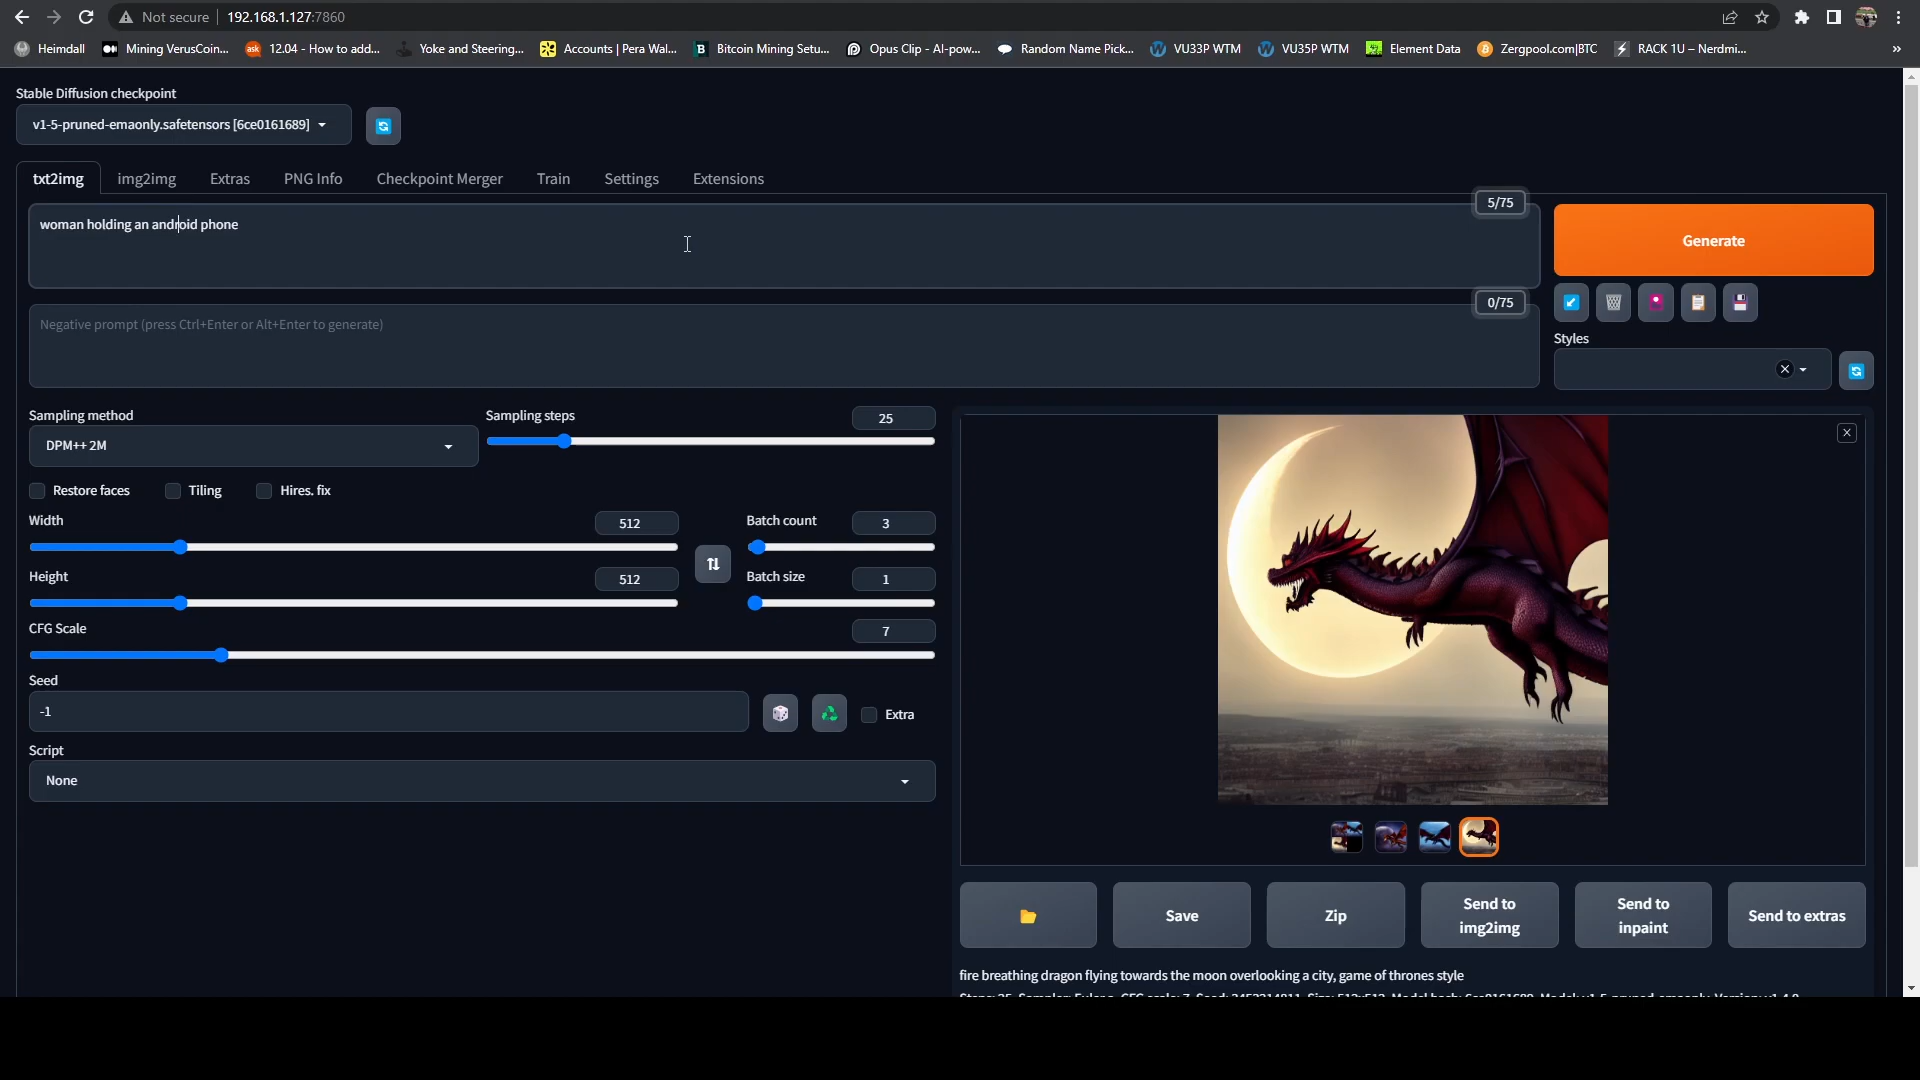 Not secure 192.168.1.127:7860
Heimdall Mining VerusCoin... ask 12.04 - How to add... Yoke and Steering... Accounts | Pera Wal... B Bitcoin Mining Setu... Opus Clip - AI-pow... Random Name Pick... VU33P WTM VU35P WTM Element Data Zergpool.com|BTC RACK 1U – Nerdmi... »
Stable Diffusion checkpoint
v1-5-pruned-emaonly.safetensors [6ce0161689]
txt2img img2img Extras PNG Info Checkpoint Merger Train Settings Extensions
5/75
woman holding an android phone
Generate
0/75
Negative prompt (press Ctrl+Enter or Alt+Enter to generate)
Styles
Sampling method Sampling steps 25
DPM++ 2M
Restore faces Tiling Hires. fix
Width 512 Batch count 3
Height 512 Batch size 1
CFG Scale 7
Seed
-1 Extra
Script
None
Save Zip Send to img2img Send to inpaint Send to extras
fire breathing dragon flying towards the moon overlooking a city, game of thrones style